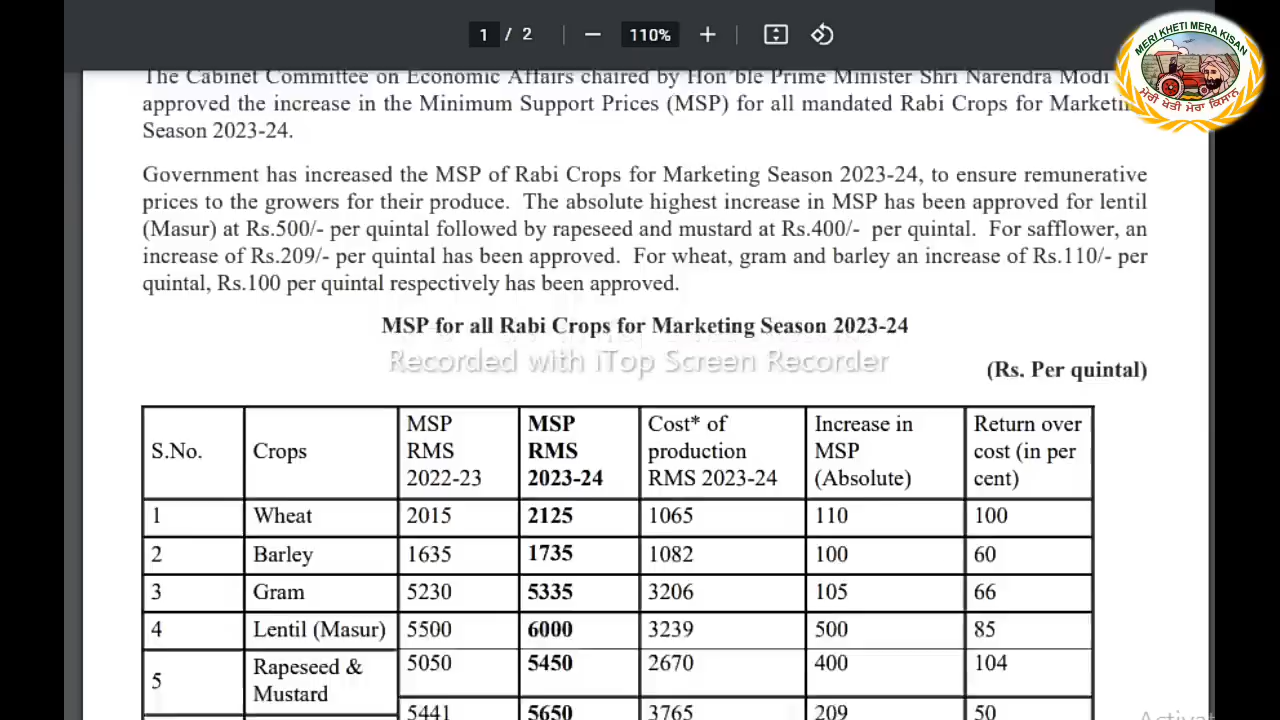 1 / 2 110%
MERI KHETI MERA KISAN
ਮੇਰੀ ਖੇਤੀ ਮੇਰਾ ਕਿਸਾਨ
The Cabinet Committee on Economic Affairs chaired by Hon'ble Prime Minister Shri Narendra Modi
approved the increase in the Minimum Support Prices (MSP) for all mandated Rabi Crops for
Season 2023-24.
Government has increased the MSP of Rabi Crops for Marketing Season 2023-24, to ensure remunerative
prices to the growers for their produce. The absolute highest increase in MSP has been approved for lentil
(Masur) at Rs.500/- per quintal followed by rapeseed and mustard at Rs.400/- per quintal. For safflower, an
increase of Rs.209/- per quintal has been approved. For wheat, gram and barley an increase of Rs.110/- per
quintal, Rs.100 per quintal respectively has been approved.
MSP for all Rabi Crops for Marketing Season 2023-24
Recorded with iTop Screen Recorder
(Rs. Per quintal)
S.No. Crops MSP RMS 2022-23 MSP RMS 2023-24 Cost* of production RMS 2023-24 Increase in MSP (Absolute) Return over cost (in per cent)
1 Wheat 2015 2125 1065 110 100
2 Barley 1635 1735 1082 100 60
3 Gram 5230 5335 3206 105 66
4 Lentil (Masur) 5500 6000 3239 500 85
5 Rapeseed & Mustard 5050 5450 2670 400 104
5441 5650 3765 209 50